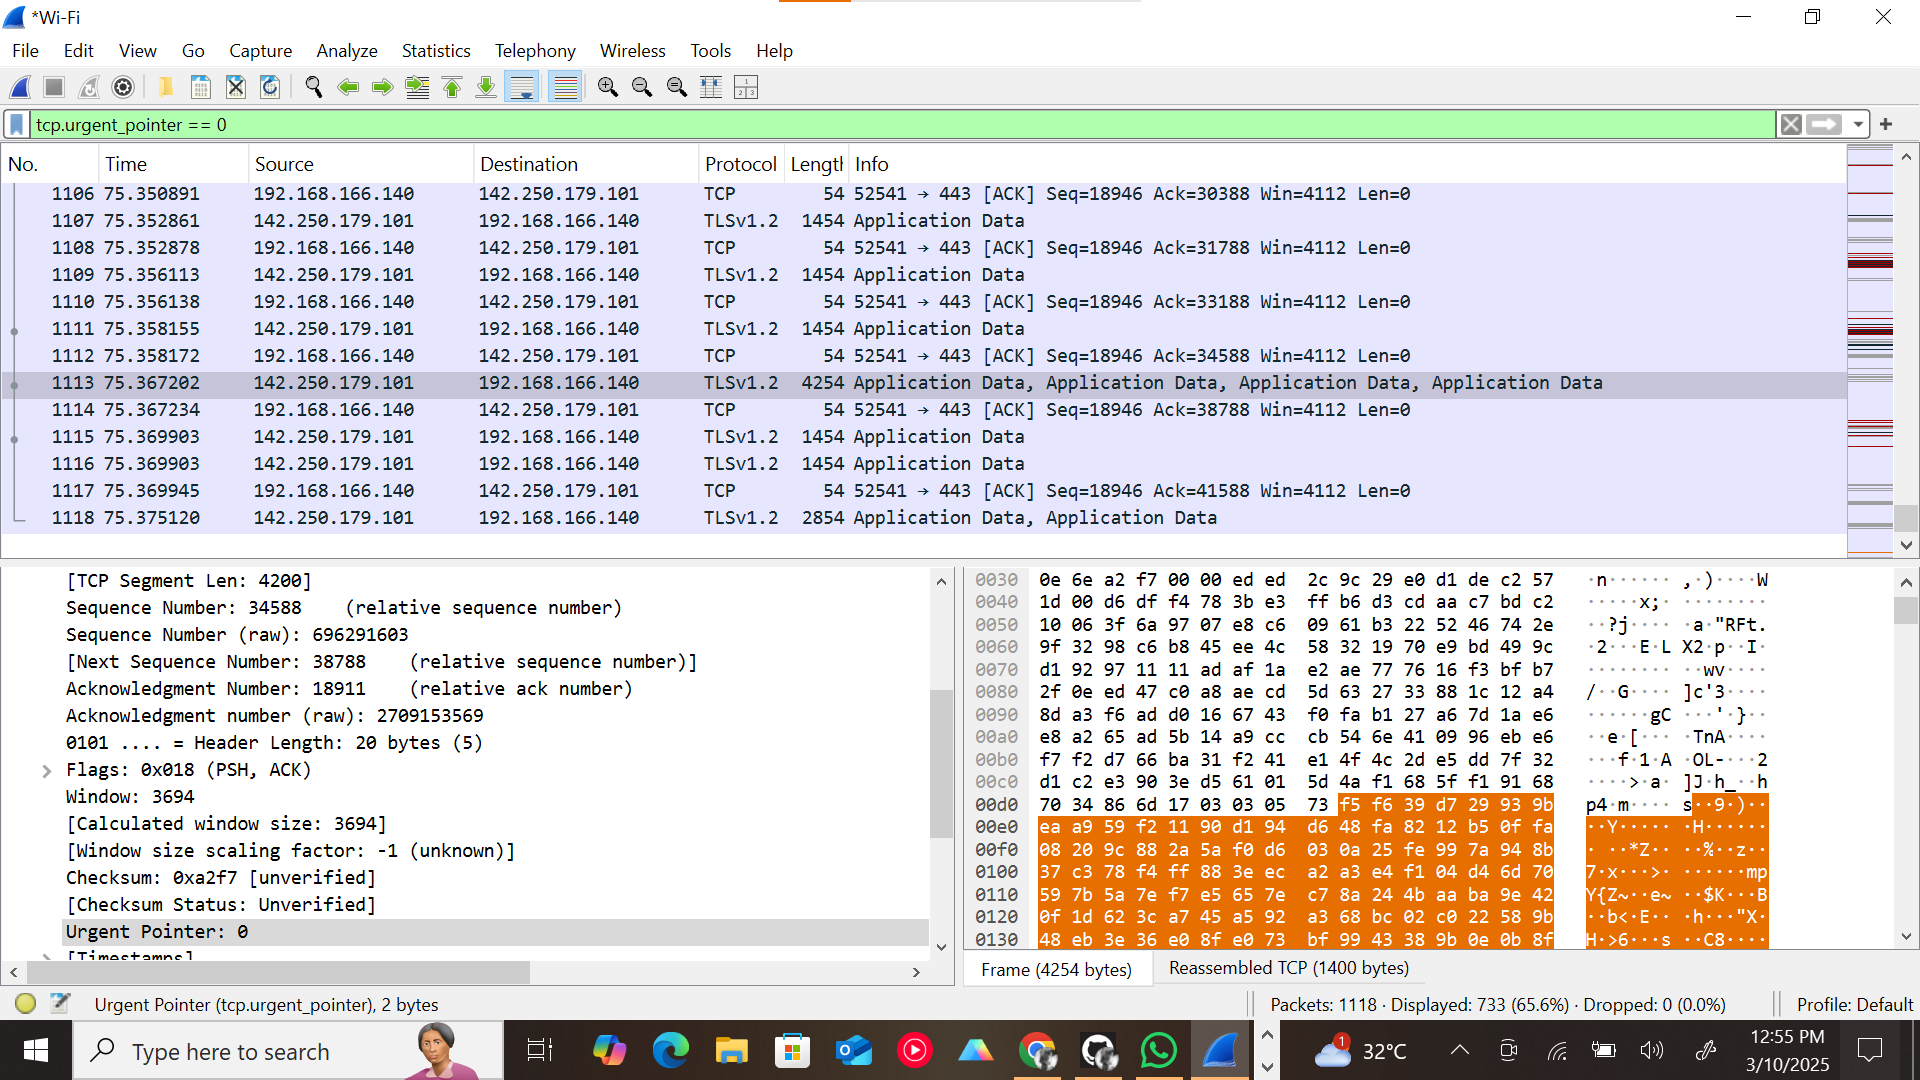 *Wi-Fi
File Edit View Go Capture Analyze Statistics Telephony Wireless Tools Help
tcp.urgent_pointer == 0
No. Time Source Destination Protocol Length Info
1106 75.350891 192.168.166.140 142.250.179.101 TCP 54 52541 → 443 [ACK] Seq=18946 Ack=30388 Win=4112 Len=0
1107 75.352861 142.250.179.101 192.168.166.140 TLSv1.2 1454 Application Data
1108 75.352878 192.168.166.140 142.250.179.101 TCP 54 52541 → 443 [ACK] Seq=18946 Ack=31788 Win=4112 Len=0
1109 75.356113 142.250.179.101 192.168.166.140 TLSv1.2 1454 Application Data
1110 75.356138 192.168.166.140 142.250.179.101 TCP 54 52541 → 443 [ACK] Seq=18946 Ack=33188 Win=4112 Len=0
1111 75.358155 142.250.179.101 192.168.166.140 TLSv1.2 1454 Application Data
1112 75.358172 192.168.166.140 142.250.179.101 TCP 54 52541 → 443 [ACK] Seq=18946 Ack=34588 Win=4112 Len=0
1113 75.367202 142.250.179.101 192.168.166.140 TLSv1.2 4254 Application Data, Application Data, Application Data, Application Data
1114 75.367234 192.168.166.140 142.250.179.101 TCP 54 52541 → 443 [ACK] Seq=18946 Ack=38788 Win=4112 Len=0
1115 75.369903 142.250.179.101 192.168.166.140 TLSv1.2 1454 Application Data
1116 75.369903 142.250.179.101 192.168.166.140 TLSv1.2 1454 Application Data
1117 75.369945 192.168.166.140 142.250.179.101 TCP 54 52541 → 443 [ACK] Seq=18946 Ack=41588 Win=4112 Len=0
1118 75.375120 142.250.179.101 192.168.166.140 TLSv1.2 2854 Application Data, Application Data
[TCP Segment Len: 4200]
Sequence Number: 34588 (relative sequence number)
Sequence Number (raw): 696291603
[Next Sequence Number: 38788 (relative sequence number)]
Acknowledgment Number: 18911 (relative ack number)
Acknowledgment number (raw): 2709153569
0101 .... = Header Length: 20 bytes (5)
Flags: 0x018 (PSH, ACK)
Window: 3694
[Calculated window size: 3694]
[Window size scaling factor: -1 (unknown)]
Checksum: 0xa2f7 [unverified]
[Checksum Status: Unverified]
Urgent Pointer: 0
[Timestamps]
0030 0e 6e a2 f7 00 00 ed ed 2c 9c 29 e0 d1 de c2 57 ·n······ ,·)····W
0040 1d 00 d6 df f4 78 3b e3 ff b6 d3 cd aa c7 bd c2 ·····x;· ········
0050 10 06 3f 6a 97 07 e8 c6 09 61 b3 22 52 46 74 2e ··?j···· ·a·"RFt.
0060 9f 32 98 c6 b8 45 ee 4c 58 32 19 70 e9 bd 49 9c ·2···E·L X2·p··I·
0070 d1 92 97 11 11 ad af 1a e2 ae 77 76 16 f3 bf b7 ········ ··wv····
0080 2f 0e ed 47 c0 a8 ae cd 5d 63 27 33 88 1c 12 a4 /··G···· ]c'3····
0090 8d a3 f6 ad d0 16 67 43 f0 fa b1 27 a6 7d 1a e6 ······gC ···'·}··
00a0 e8 a2 65 ad 5b 14 a9 cc cb 54 6e 41 09 96 eb e6 ··e·[··· ·TnA····
00b0 f7 f2 d7 66 ba 31 f2 41 e1 4f 4c 2d e5 dd 7f 32 ···f·1·A ·OL-···2
00c0 d1 c2 e3 90 3e d5 61 01 5d 4a f1 68 5f f1 91 68 ····>·a· ]J·h_··h
00d0 70 34 86 6d 17 03 03 05 73 f5 f6 39 d7 29 93 9b p4·m···· s··9·)··
00e0 ea a9 59 f2 11 90 d1 94 d6 48 fa 82 12 b5 0f fa ··Y····· ·H······
00f0 08 20 9c 88 2a 5a f0 d6 03 0a 25 fe 99 7a 94 8b · ··*Z·· ··%··z··
0100 37 c3 78 f4 ff 88 3e ec a2 a3 e4 f1 04 d4 6d 70 7·x···>· ······mp
0110 59 7b 5a 7e f7 e5 65 7e c7 8a 24 4b aa ba 9e 42 Y{Z~··e~ ··$K···B
0120 0f 1d 62 3c a7 45 a5 92 a3 68 bc 02 c0 22 58 9b ··b<·E·· ·h···"X·
0130 48 eb 3e 36 e0 8f e0 73 bf 99 43 38 9b 0e 0b 8f H·>6···s ··C8····
Frame (4254 bytes) Reassembled TCP (1400 bytes)
Urgent Pointer (tcp.urgent_pointer), 2 bytes Packets: 1118 · Displayed: 733 (65.6%) · Dropped: 0 (0.0%) Profile: Default
Type here to search 1 32°C 12:55 PM
3/10/2025